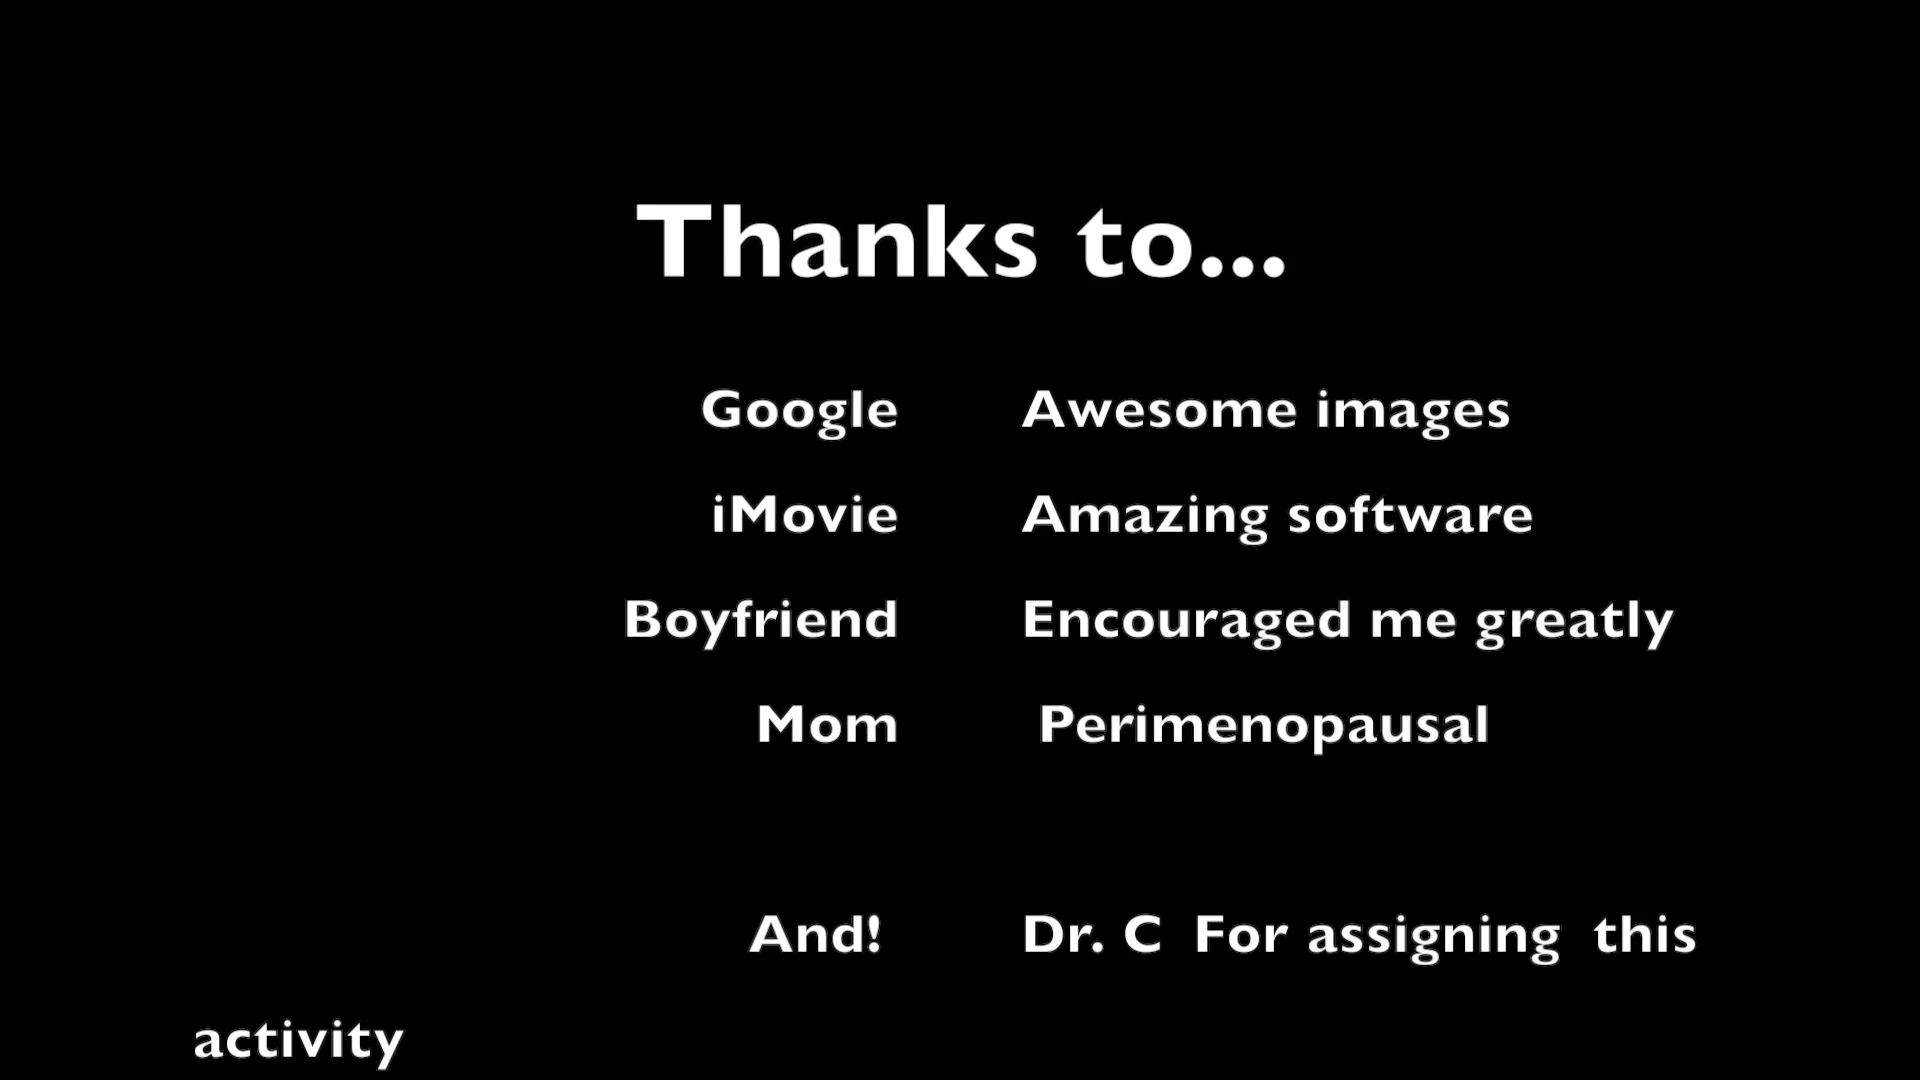 Thanks to...
Google Awesome images
iMovie Amazing software
Boyfriend Encouraged me greatly
Mom Perimenopausal
And! Dr. C For assigning this
activity